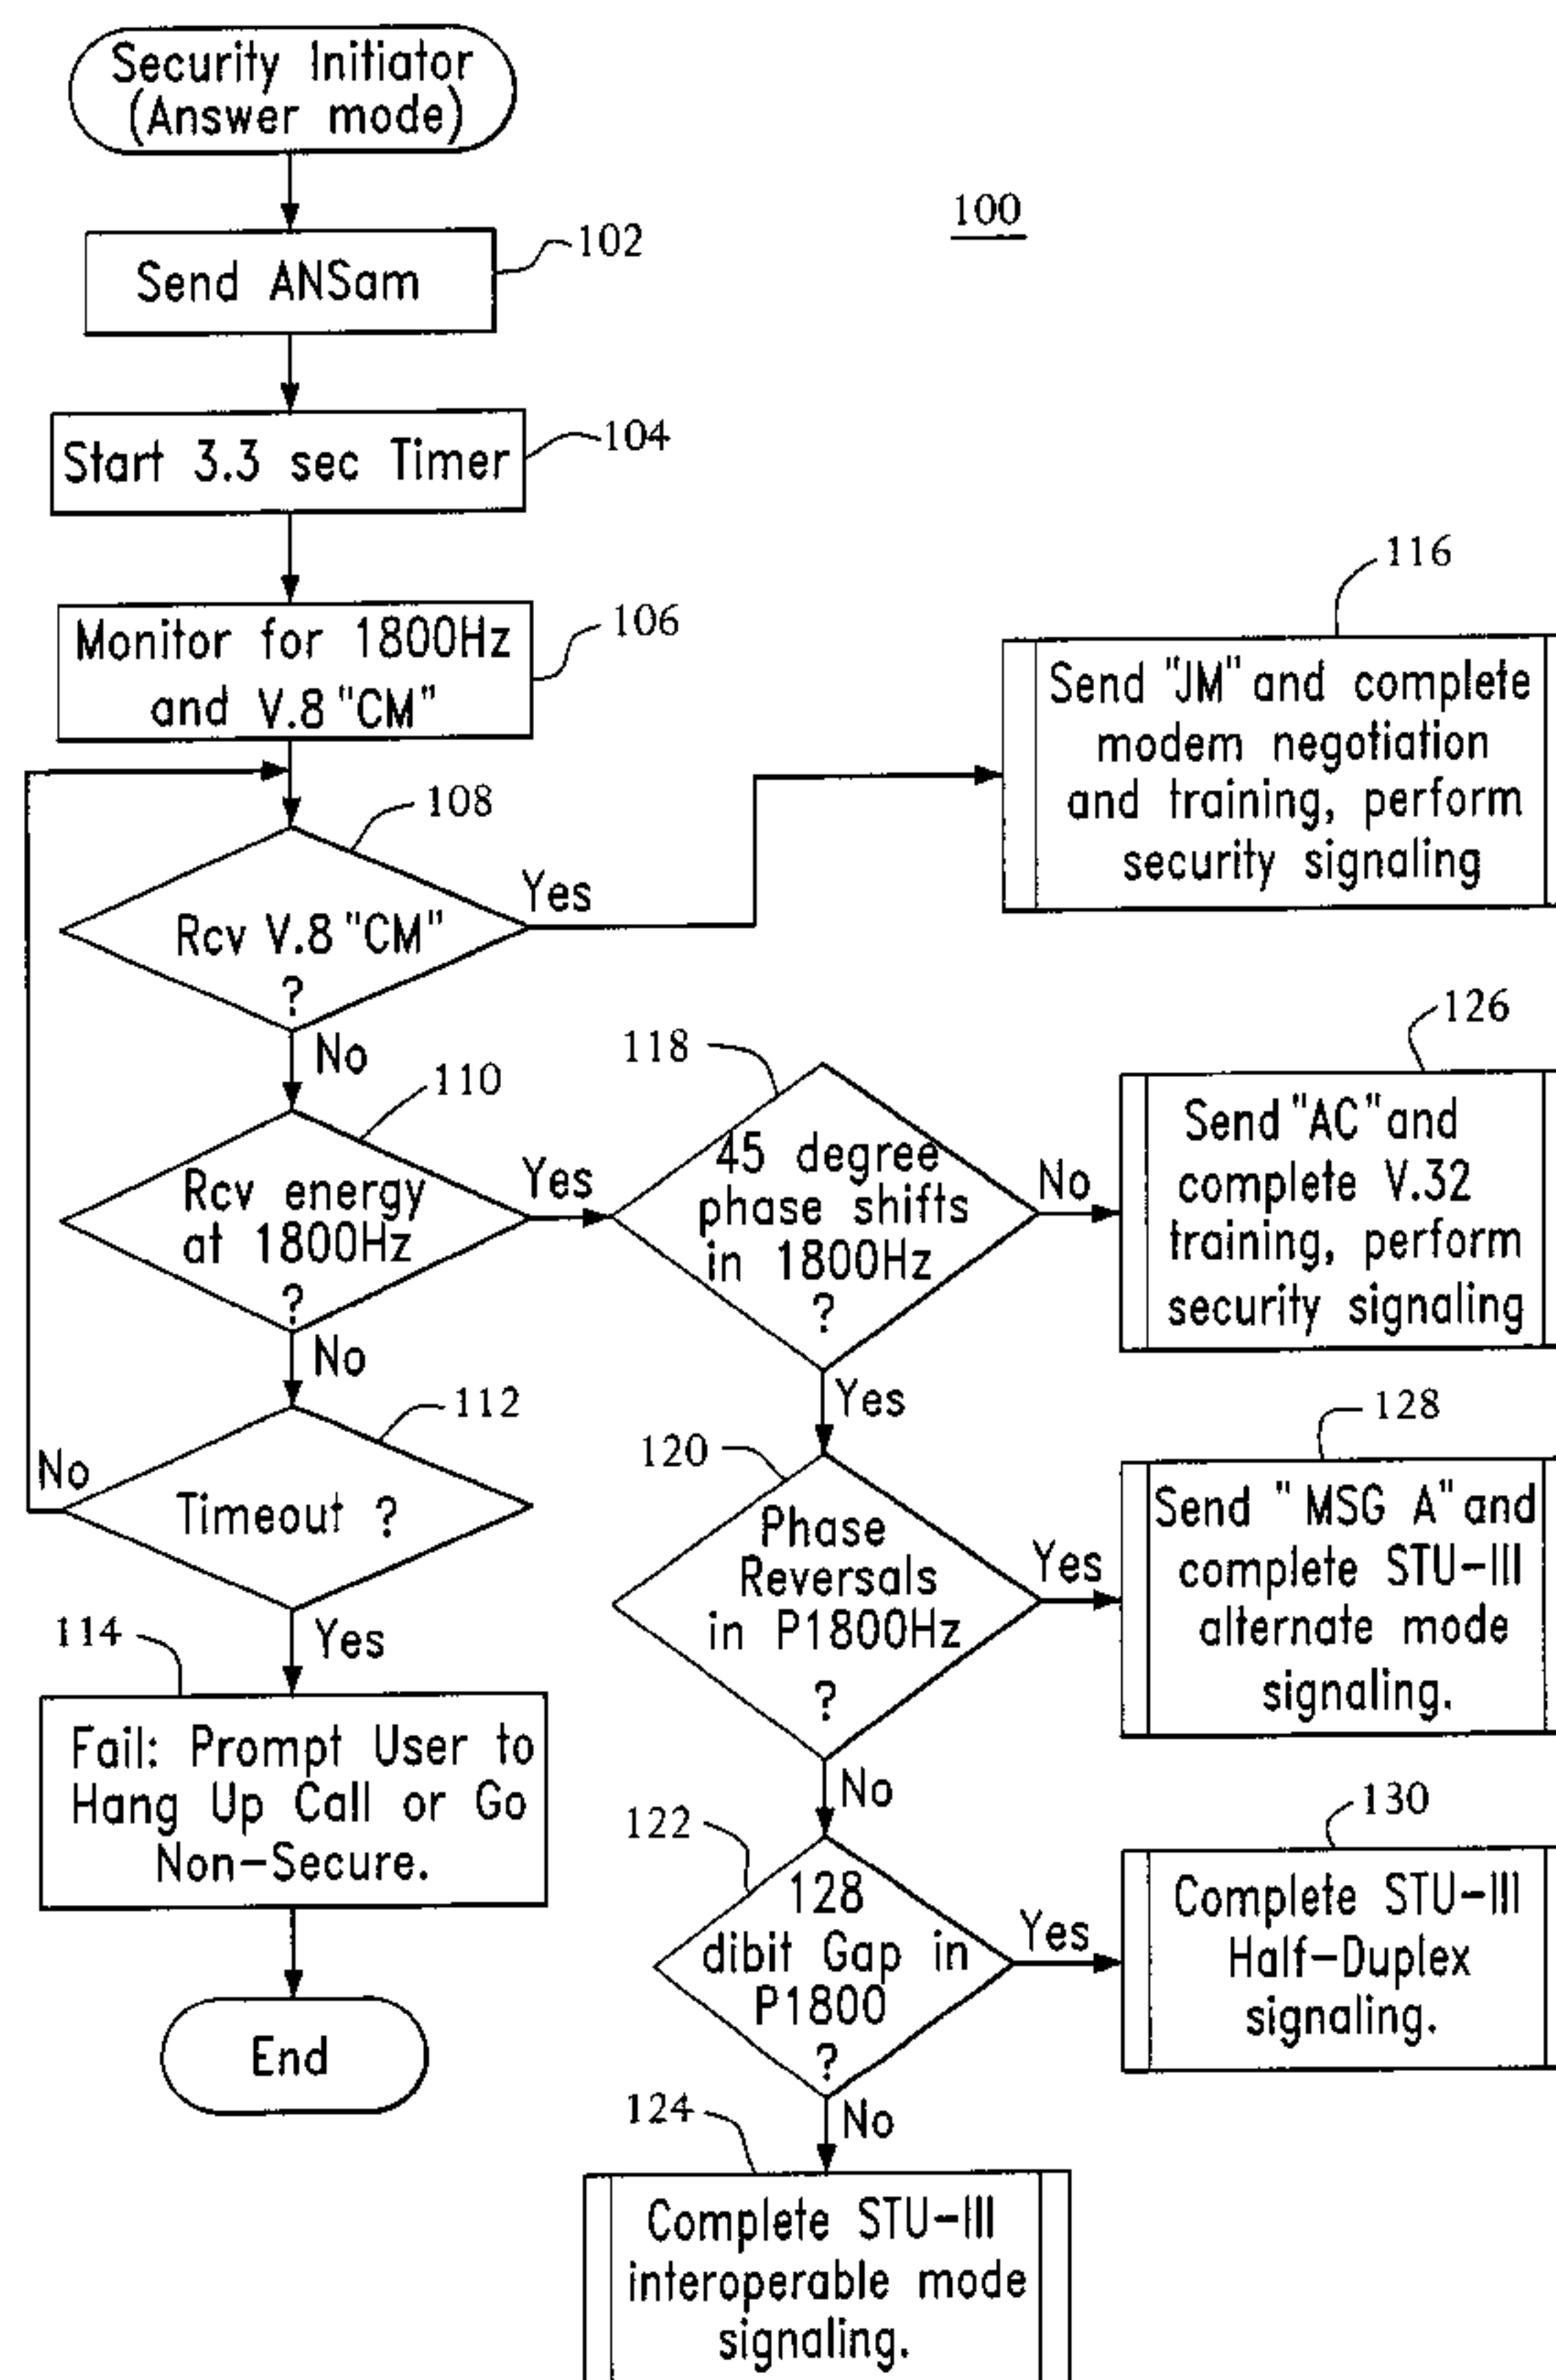 Security Initiator
(Answer mode)
100
102
Send ANSam
104
Start 3.3 sec Timer
106
Monitor for 1800Hz
and V.8 "CM"
116
Send "JM" and complete
modem negotiation
and training, perform
security signaling
108
Rcv V.8 "CM"
?
Yes
No
110
Rcv energy
at 1800Hz
?
Yes
No
118
45 degree
phase shifts
in 1800Hz
?
No
Yes
126
Send "AC" and
complete V.32
training, perform
security signaling
112
Timeout ?
No
Yes
120
Phase
Reversals
in P1800Hz
?
Yes
No
128
Send " MSG A" and
complete STU-III
alternate mode
signaling.
114
Fail: Prompt User to
Hang Up Call or Go
Non-Secure.
End
122
128
dibit Gap in
P1800
?
Yes
No
130
Complete STU-III
Half-Duplex
signaling.
124
Complete STU-III
interoperable mode
signaling.